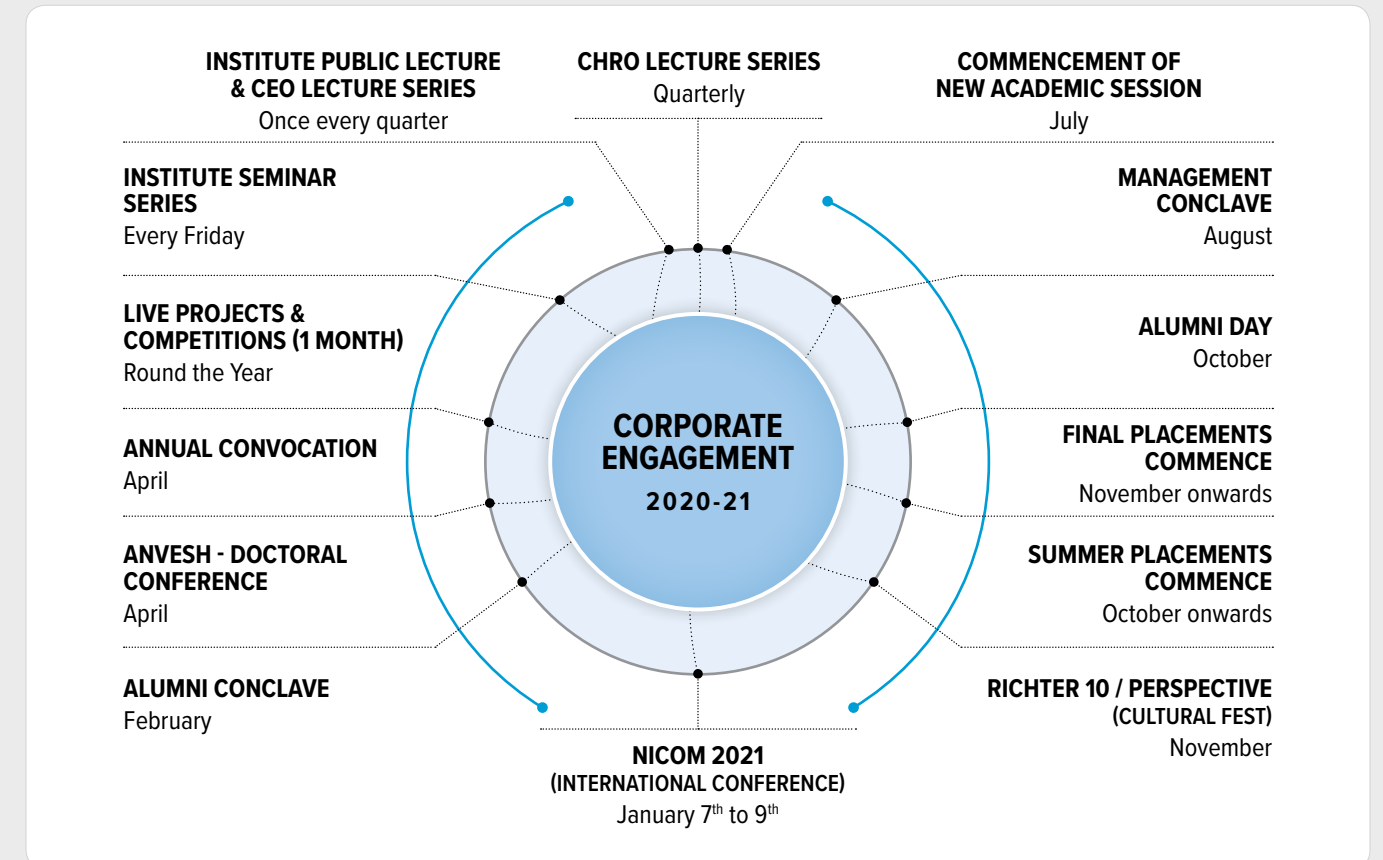 INSTITUTE PUBLIC LECTURE
& CEO LECTURE SERIES
Once every quarter
CHRO LECTURE SERIES
Quarterly
COMMENCEMENT OF
NEW ACADEMIC SESSION
July
INSTITUTE SEMINAR
SERIES
Every Friday
MANAGEMENT
CONCLAVE
August
LIVE PROJECTS &
COMPETITIONS (1 MONTH)
Round the Year
ALUMNI DAY
October
CORPORATE
ENGAGEMENT
2020-21
ANNUAL CONVOCATION
April
FINAL PLACEMENTS
COMMENCE
November onwards
ANVESH - DOCTORAL
CONFERENCE
April
SUMMER PLACEMENTS
COMMENCE
October onwards
ALUMNI CONCLAVE
February
RICHTER 10 / PERSPECTIVE
(CULTURAL FEST)
November
NICOM 2021
(INTERNATIONAL CONFERENCE)
January 7th to 9th